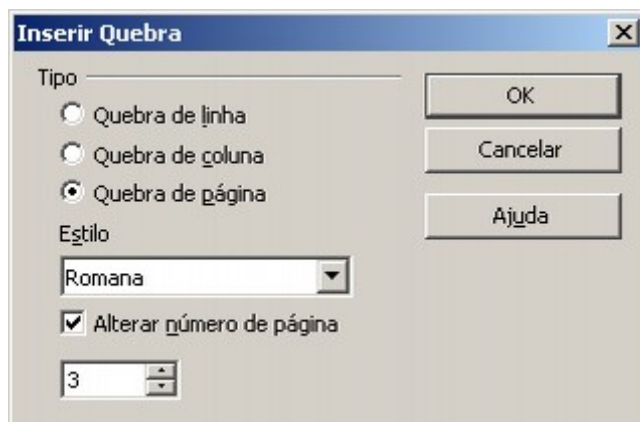 Inserir Quebra
Tipo
Quebra de linha
Quebra de coluna
Quebra de página
Estilo
Romana
Alterar número de página
3
OK
Cancelar
Ajuda